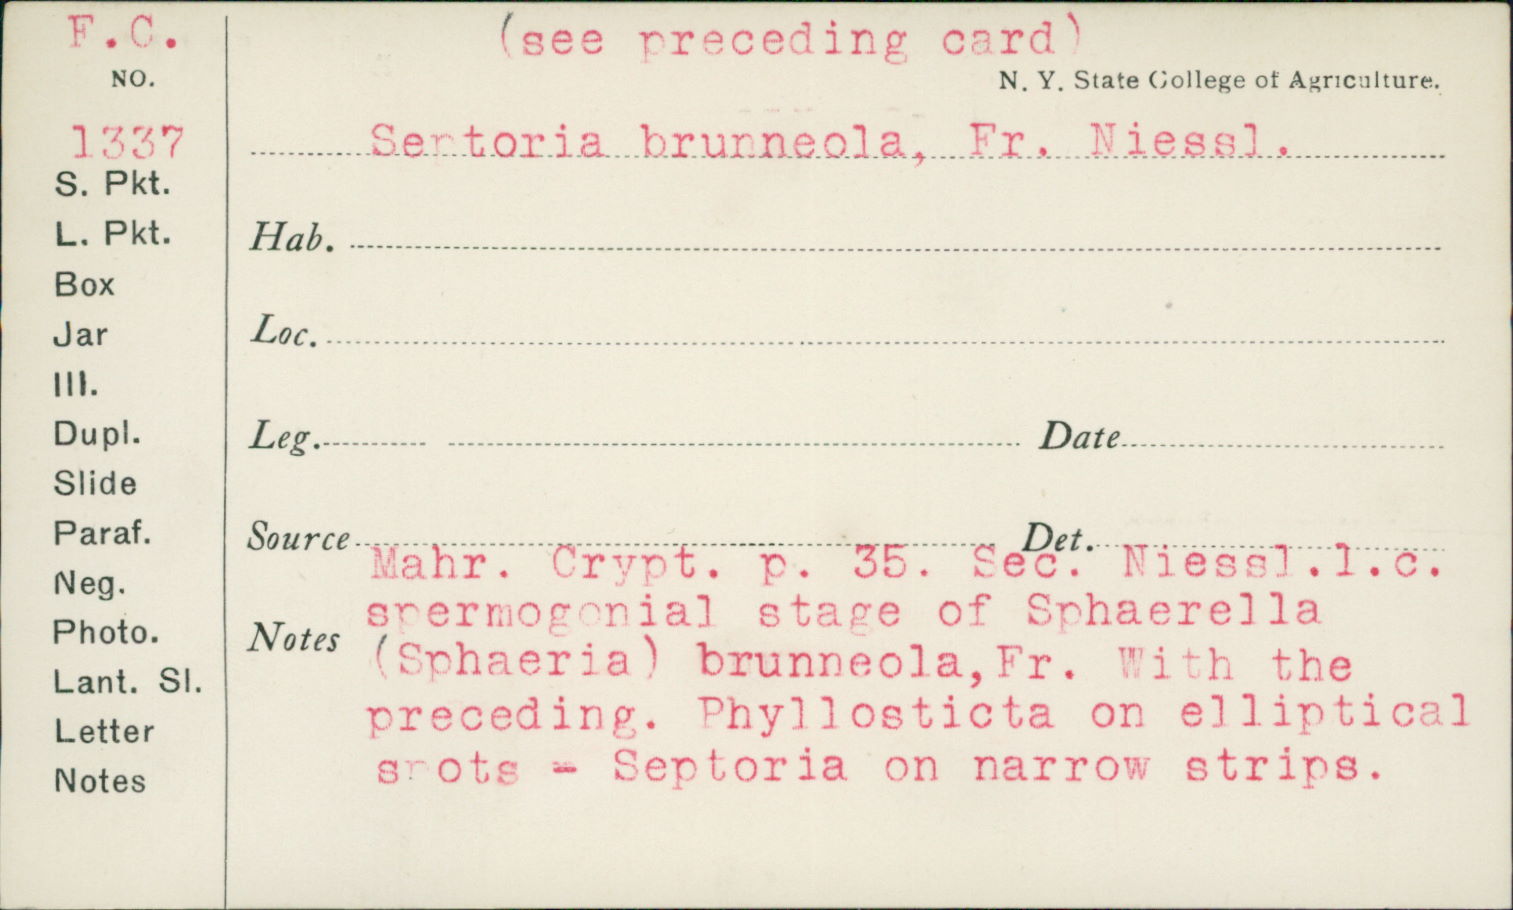 F.C.
(see preceding card)
NO.
N. Y. State College of Agriculture.
1337
Septoria brunneola, Fr. Niessl.
S. Pkt.
L. Pkt.
Hab.
Box
Jar
Loc.
Ill.
Dupl.
Leg. Date
Slide
Paraf.
Source Det.
Mahr. Crypt. p. 35. Sec. Niessl.l.c.
Neg.
spermogonial stage of Sphaerella
Photo.
Notes
(Sphaeria) brunneola,Fr. With the
Lant. Sl.
preceding. Phyllosticta on elliptical
Letter
spots - Septoria on narrow strips.
Notes